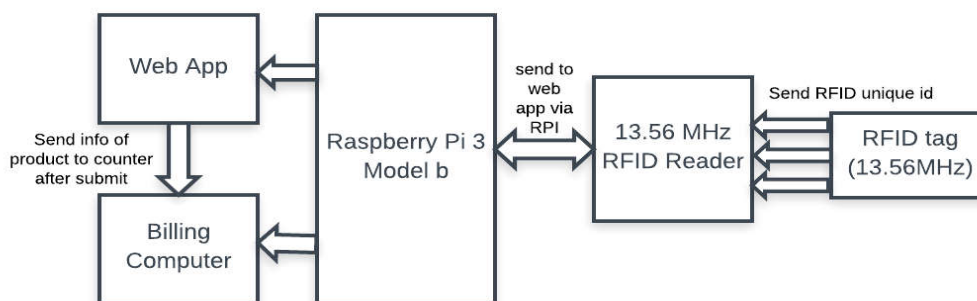 Web App
Send info of
product to counter
after submit
Billing
Computer
Raspberry Pi 3
Model b
send to
web
app via
RPI
13.56 MHz
RFID Reader
Send RFID unique id
RFID tag
(13.56MHz)